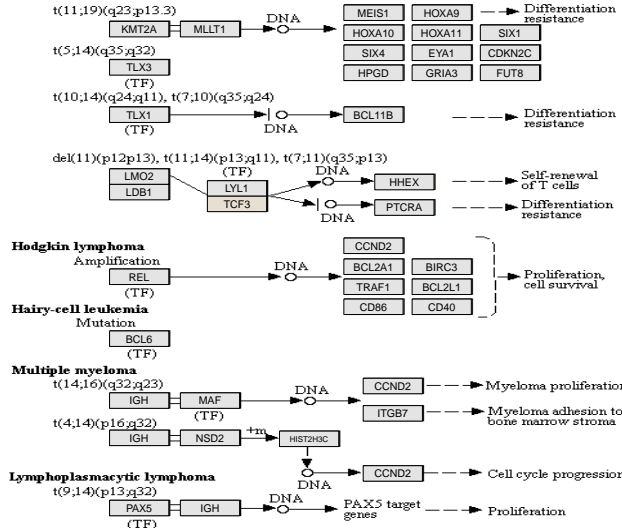 t(11;19)(q23;p13.3)
KMT2A MLLT1 DNA MEIS1 HOXA9 Differentiation resistance
HOXA10 HOXA11 SIX1
t(5;14)(q35;q32)
TLX3
(TF)
SIX4 EYA1 CDKN2C
HPGD GRIA3 FUT8
t(10;14)(q24;q11), t(7;10)(q35;q24)
TLX1 DNA BCL11B Differentiation resistance
(TF)
del(11)(p12p13), t(11;14)(p13;q11), t(7;11)(q35;p13)
(TF)
LMO2 LYL1 DNA HHEX Self-renewal of T cells
LDB1 TCF3 DNA PTCRA Differentiation resistance
Hodgkin lymphoma
Amplification
REL DNA
(TF)
CCND2
BCL2A1 BIRC3
TRAF1 BCL2L1
CD86 CD40
Proliferation, cell survival
Hairy-cell leukemia
Mutation
BCL6
(TF)
Multiple myeloma
t(14;16)(q32;q23)
IGH MAF DNA CCND2 Myeloma proliferation
(TF)
ITGB7 Myeloma adhesion to bone marrow stroma
t(4;14)(p16;q32)
IGH NSD2 +m HIST2H3C
DNA CCND2 Cell cycle progression
Lymphoplasmacytic lymphoma
t(9;14)(p13;q32)
PAX5 IGH DNA PAX5 target genes Proliferation
(TF)